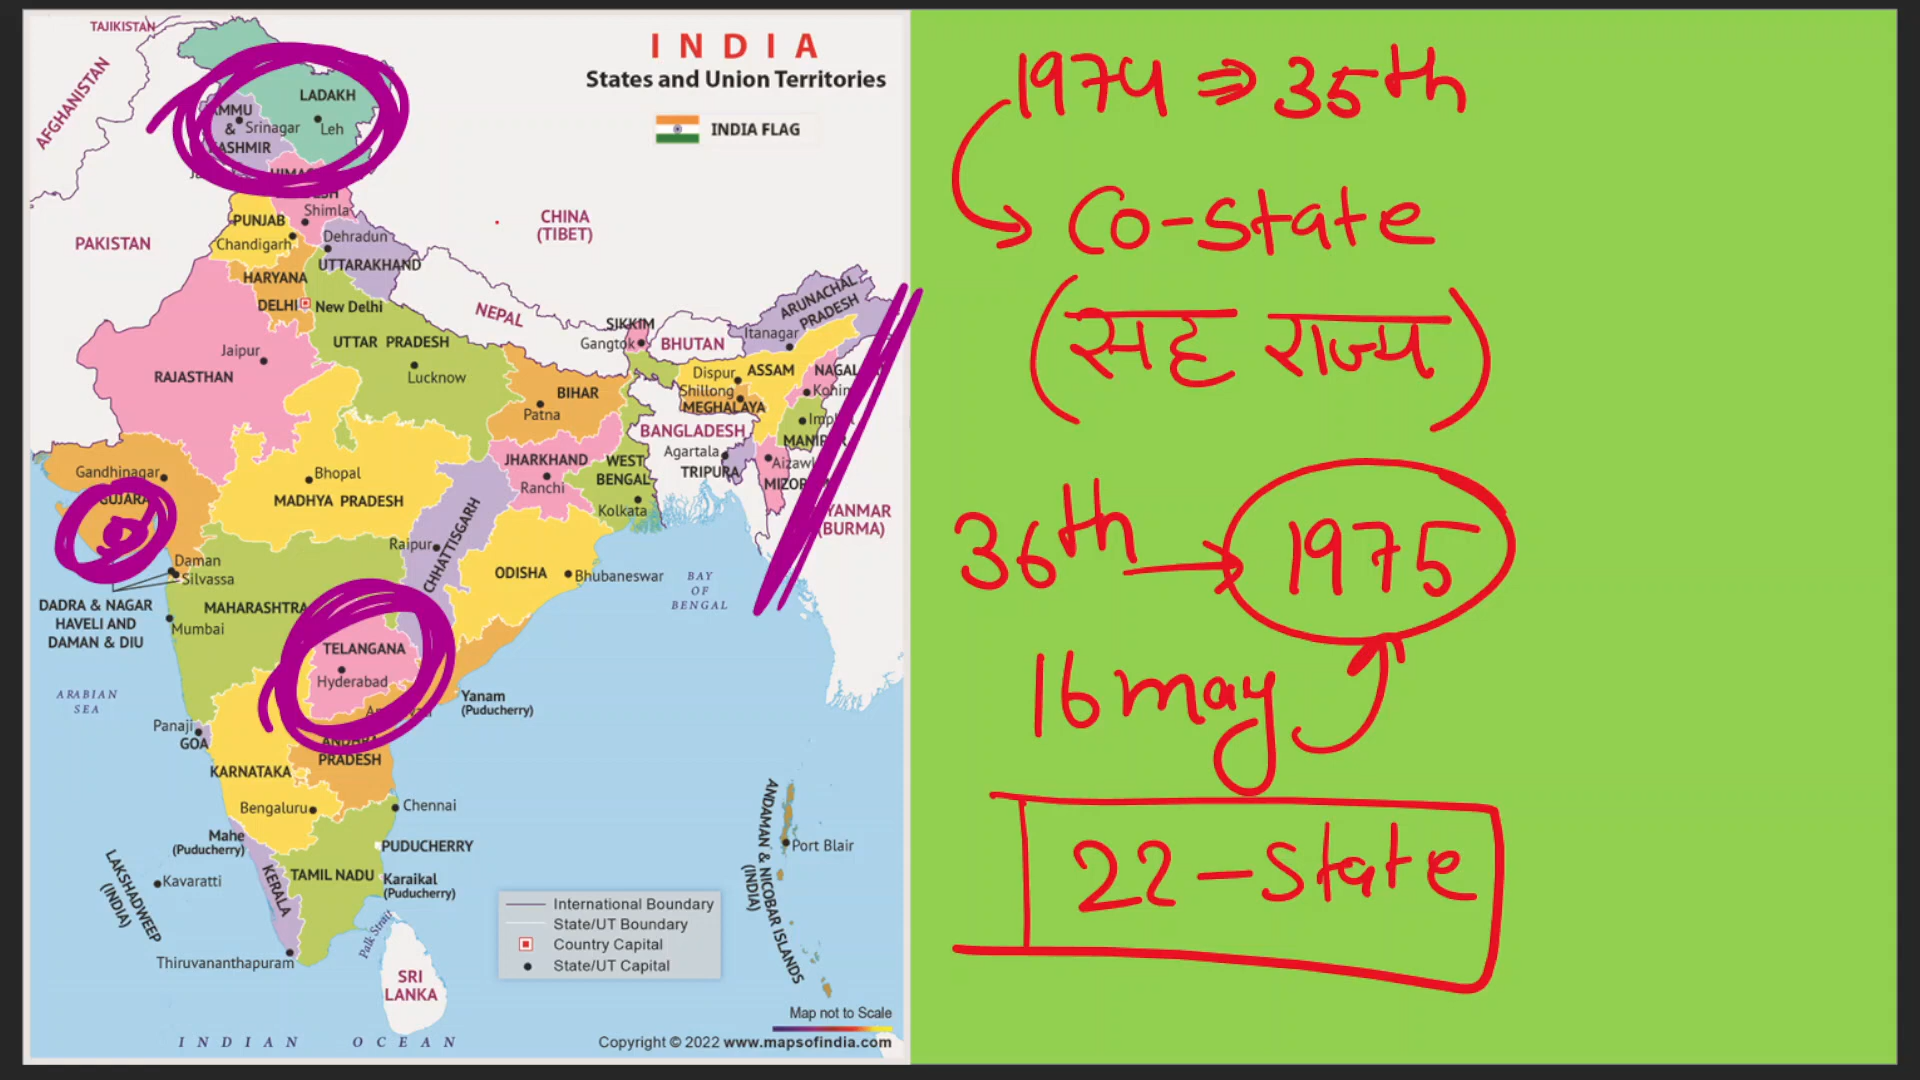 TAJIKISTAN
AFGHANISTAN
INDIA
States and Union Territories
INDIA FLAG
LADAKH
Srinagar
&
Leh
Shimla
PUNJAB
Chandigarh
Dehradun
UTTARAKHAND
CHINA
(TIBET)
PAKISTAN
HARYANA
DELHI
New Delhi
NEPAL
SIKKIM
Gangtok
BHUTAN
ARUNACHAL
PRADESH
Itanagar
Jaipur
RAJASTHAN
UTTAR PRADESH
Lucknow
BIHAR
Patna
Dispur
ASSAM
Shillong
MEGHALAYA
BANGLADESH
Agartala
TRIPURA
Gandhinagar
Bhopal
MADHYA PRADESH
JHARKHAND
Ranchi
WEST
BENGAL
Kolkata
CHHATTISGARH
Raipur
ODISHA
Bhubaneswar
BAY
OF
BENGAL
(BURMA)
Daman
Silvassa
DADRA & NAGAR
HAVELI AND
DAMAN & DIU
MAHARASHTRA
Mumbai
TELANGANA
Hyderabad
ARABIAN
SEA
Yanam
(Puducherry)
Panaji
GOA
KARNATAKA
PRADESH
Bengaluru
Chennai
Mahe
(Puducherry)
PUDUCHERRY
KERALA
TAMIL NADU
Karaikal
(Puducherry)
LAKSHADWEEP
(INDIA)
Kavaratti
Thiruvananthapuram
Palk Strait
SRI
LANKA
ANDAMAN & NICOBAR ISLANDS
(INDIA)
Port Blair
International Boundary
State/UT Boundary
Country Capital
State/UT Capital
Map not to Scale
INDIAN OCEAN
Copyright © 2022 www.mapsofindia.com
1974 ⇒ 35th
Co-state
(सह राज्य)
36th → 1975
16 may
22-State